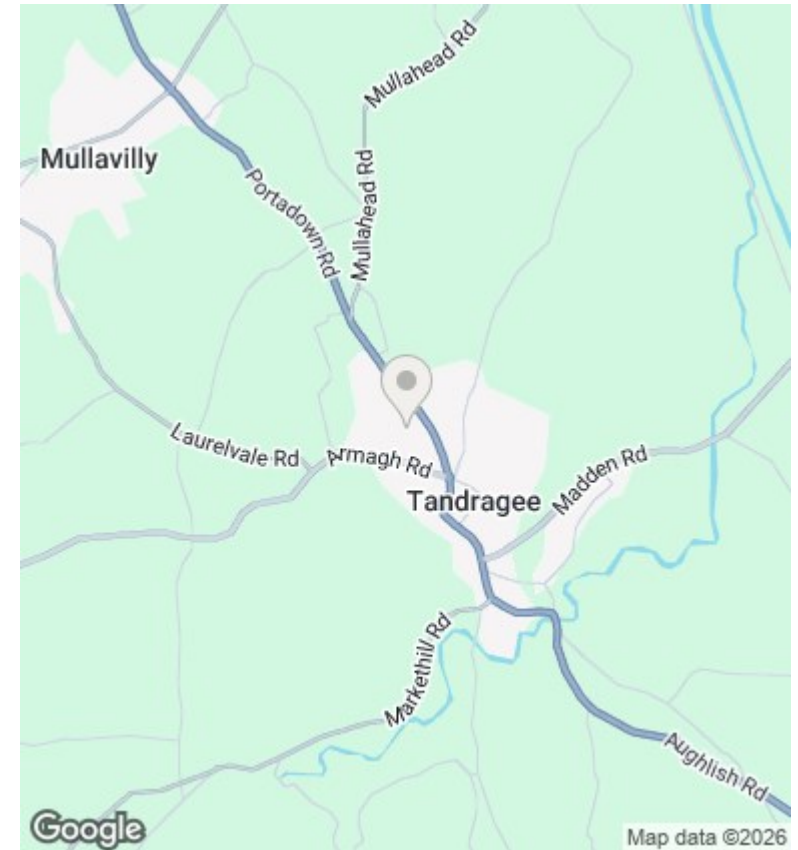 Mullahead Rd
Mullavilly
Portadown Rd
Mullahead Rd
Laurelvale Rd
Armagh Rd
Tandragee
Madden Rd
Markethill Rd
Aughlish Rd
Google
Map data ©2026